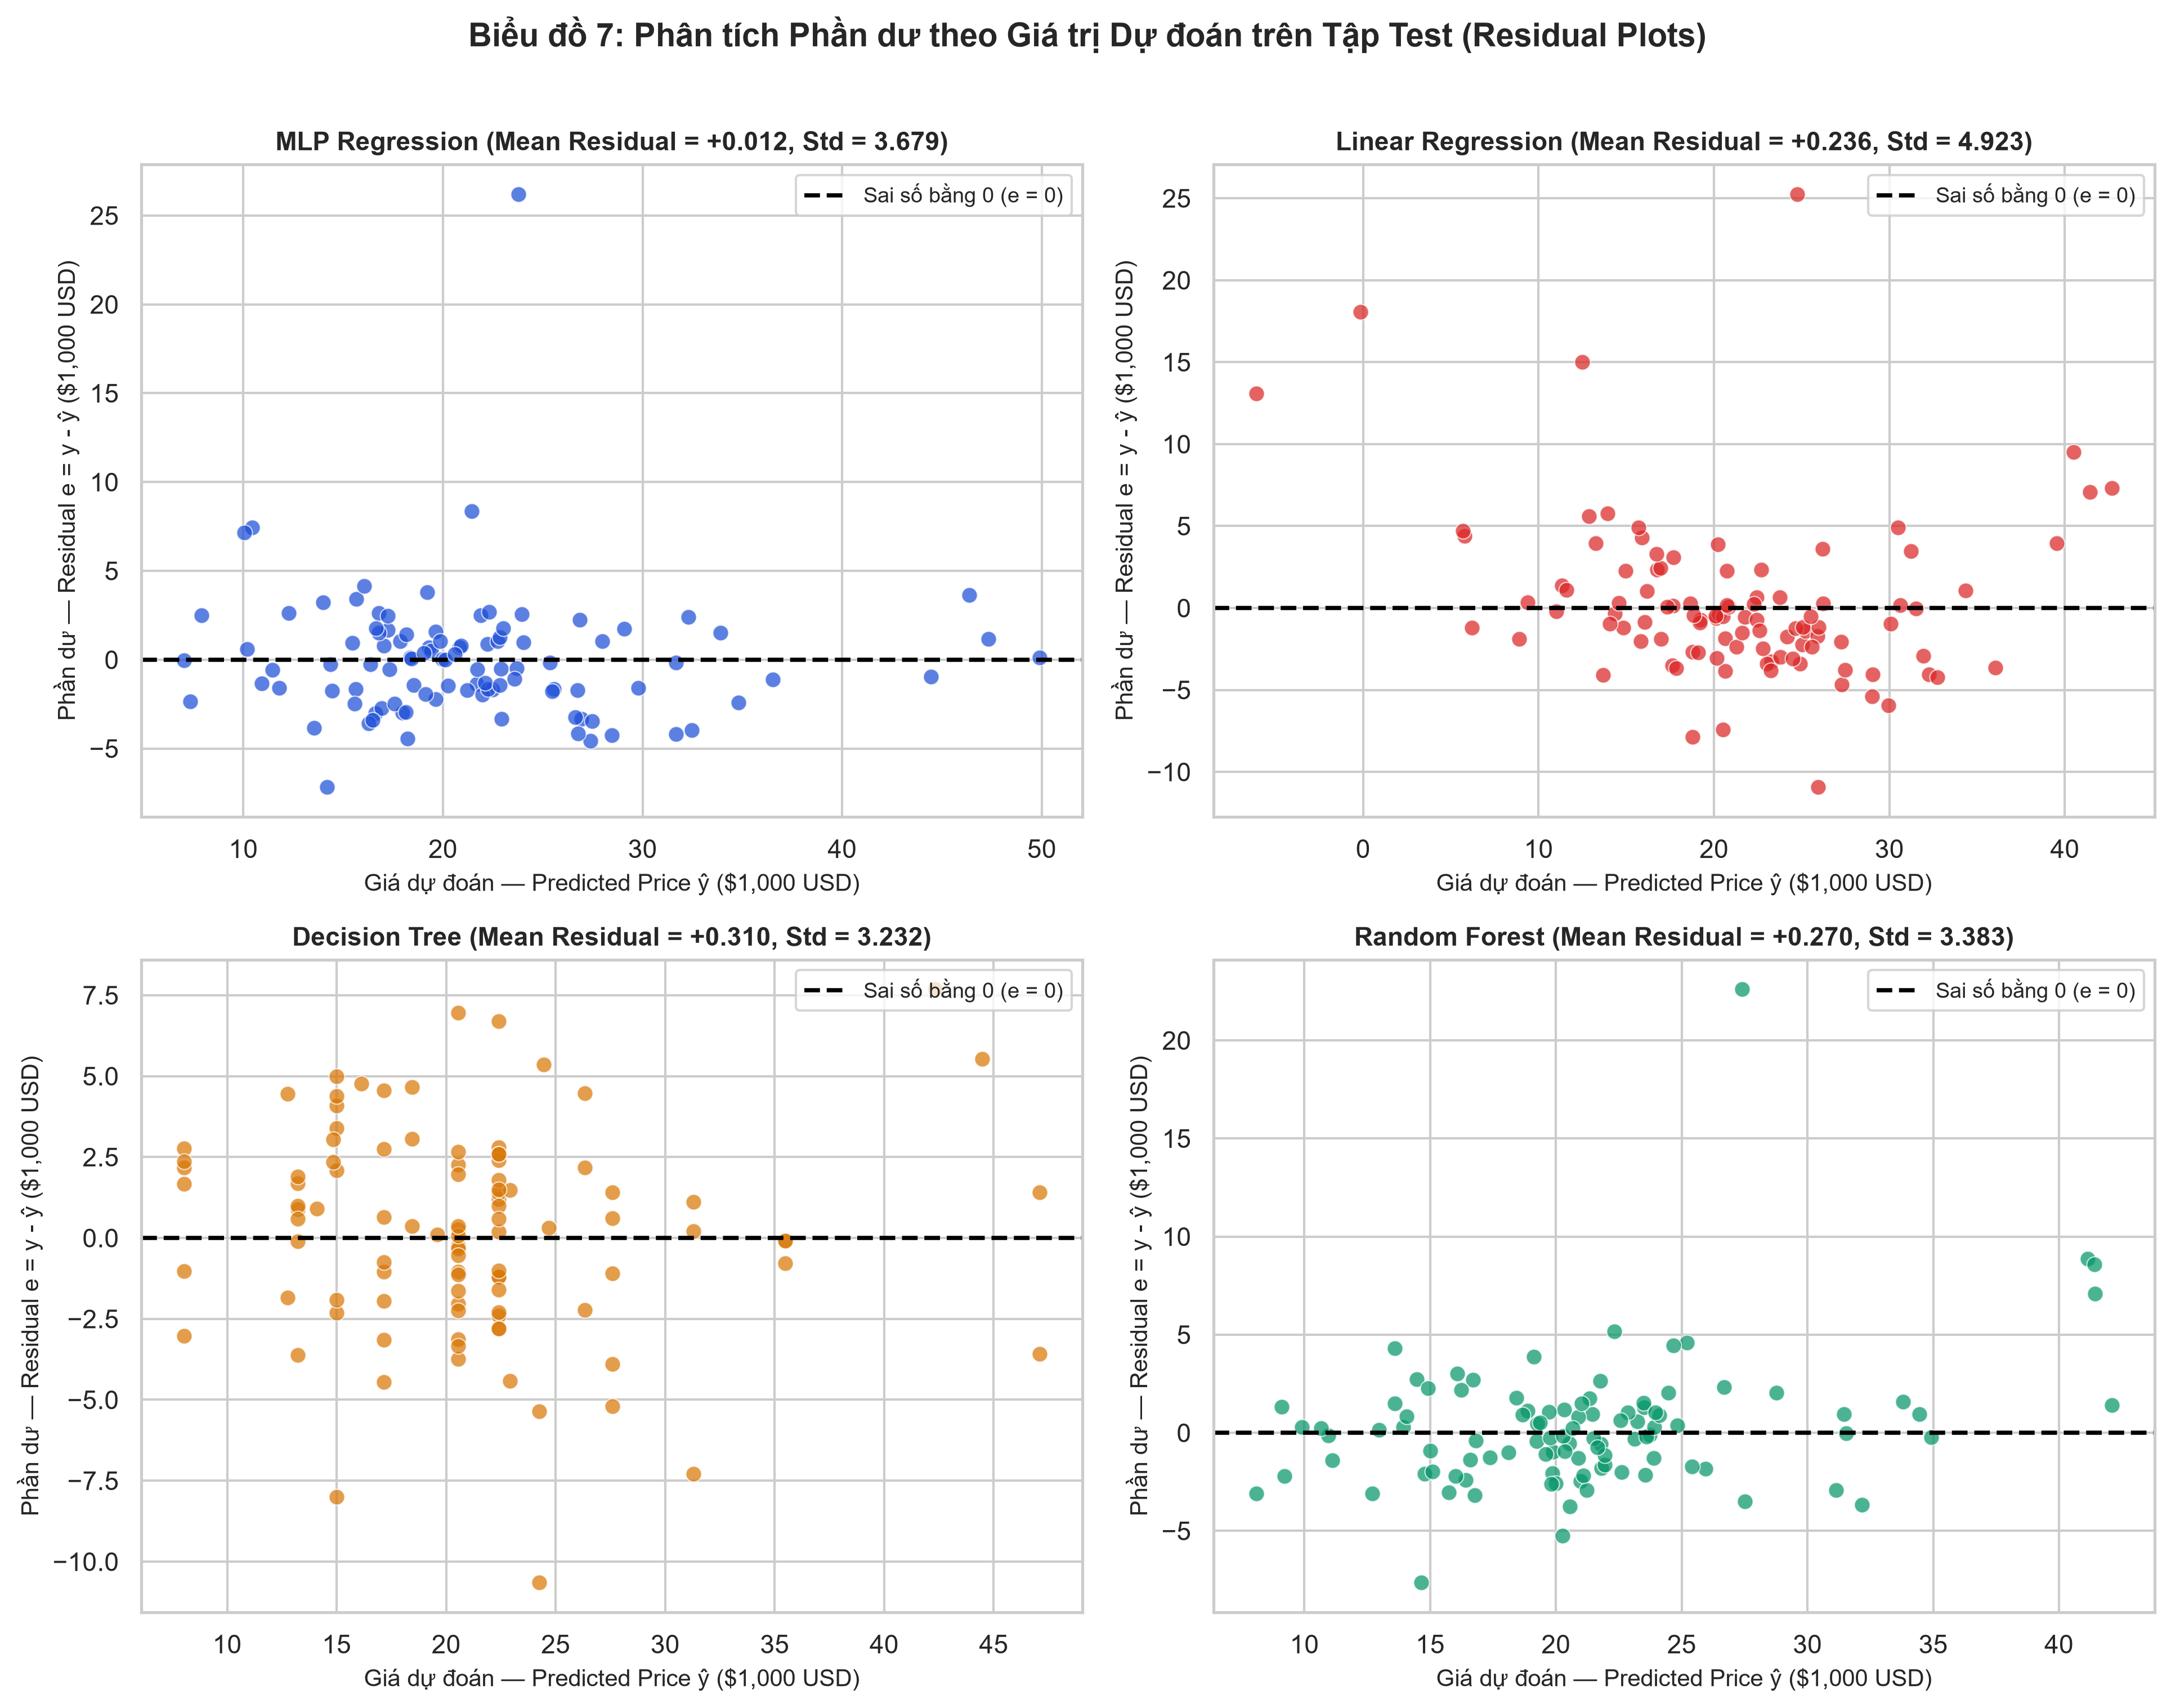 Biểu đồ 7: Phân tích Phần dư theo Giá trị Dự đoán trên Tập Test (Residual Plots)
MLP Regression (Mean Residual = +0.012, Std = 3.679)
Sai số bằng 0 (e = 0)
Phần dư — Residual e = y - ŷ ($1,000 USD)
25
20
15
10
5
0
−5
10 20 30 40 50
Giá dự đoán — Predicted Price ŷ ($1,000 USD)
Linear Regression (Mean Residual = +0.236, Std = 4.923)
Sai số bằng 0 (e = 0)
Phần dư — Residual e = y - ŷ ($1,000 USD)
25
20
15
10
5
0
−5
−10
0 10 20 30 40
Giá dự đoán — Predicted Price ŷ ($1,000 USD)
Decision Tree (Mean Residual = +0.310, Std = 3.232)
Sai số bằng 0 (e = 0)
Phần dư — Residual e = y - ŷ ($1,000 USD)
7.5
5.0
2.5
0.0
−2.5
−5.0
−7.5
−10.0
10 15 20 25 30 35 40 45
Giá dự đoán — Predicted Price ŷ ($1,000 USD)
Random Forest (Mean Residual = +0.270, Std = 3.383)
Sai số bằng 0 (e = 0)
Phần dư — Residual e = y - ŷ ($1,000 USD)
20
15
10
5
0
−5
10 15 20 25 30 35 40
Giá dự đoán — Predicted Price ŷ ($1,000 USD)